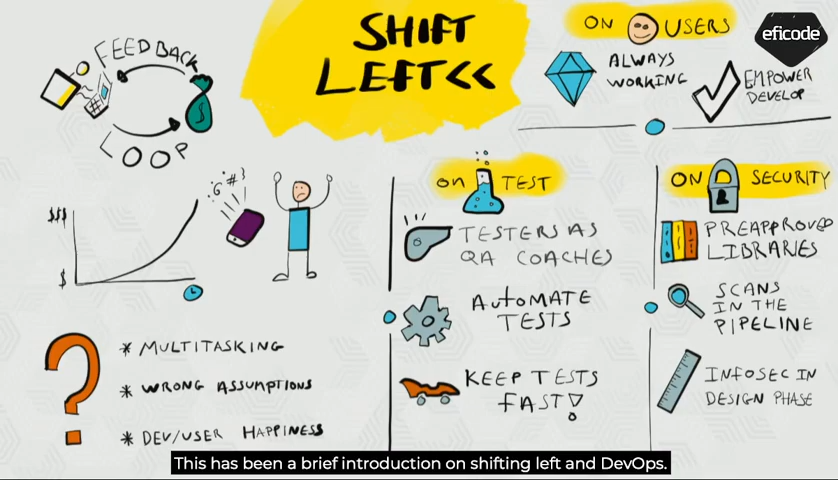 SHIFT
LEFT<<
FEEDBACK
LOOP
$
$$$
$
6 #!
* MULTITASKING
* WRONG ASSUMPTIONS
* DEV/USER HAPPINESS
?
ON USERS
ALWAYS
WORKING
EMPOWER
DEVELOP
eficode
ON TEST
TESTERS AS
QA COACHES
AUTOMATE
TESTS
KEEP TESTS
FAST!
ON SECURITY
PREAPPROVED
LIBRARIES
SCANS
IN THE
PIPELINE
INFOSEC IN
DESIGN PHASE
This has been a brief introduction on shifting left and DevOps.